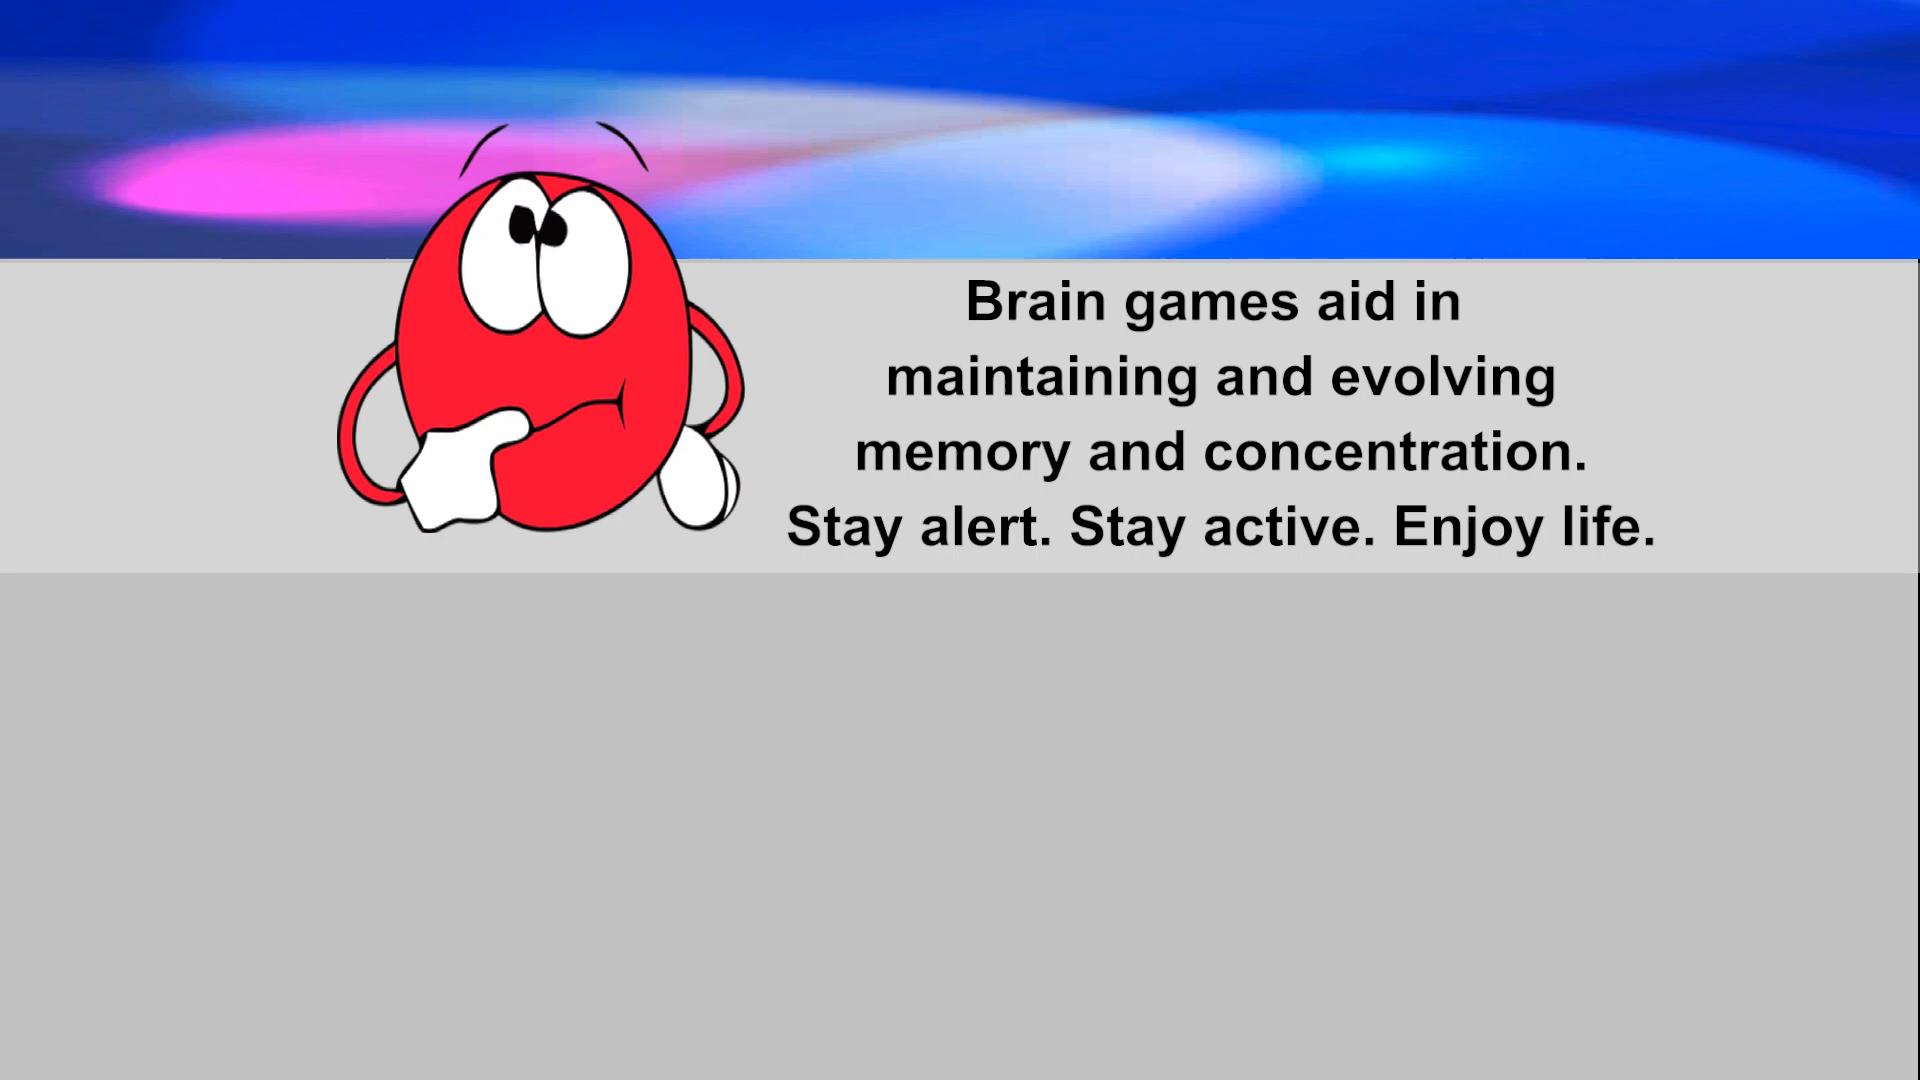 Brain games aid in
maintaining and evolving
memory and concentration.
Stay alert. Stay active. Enjoy life.